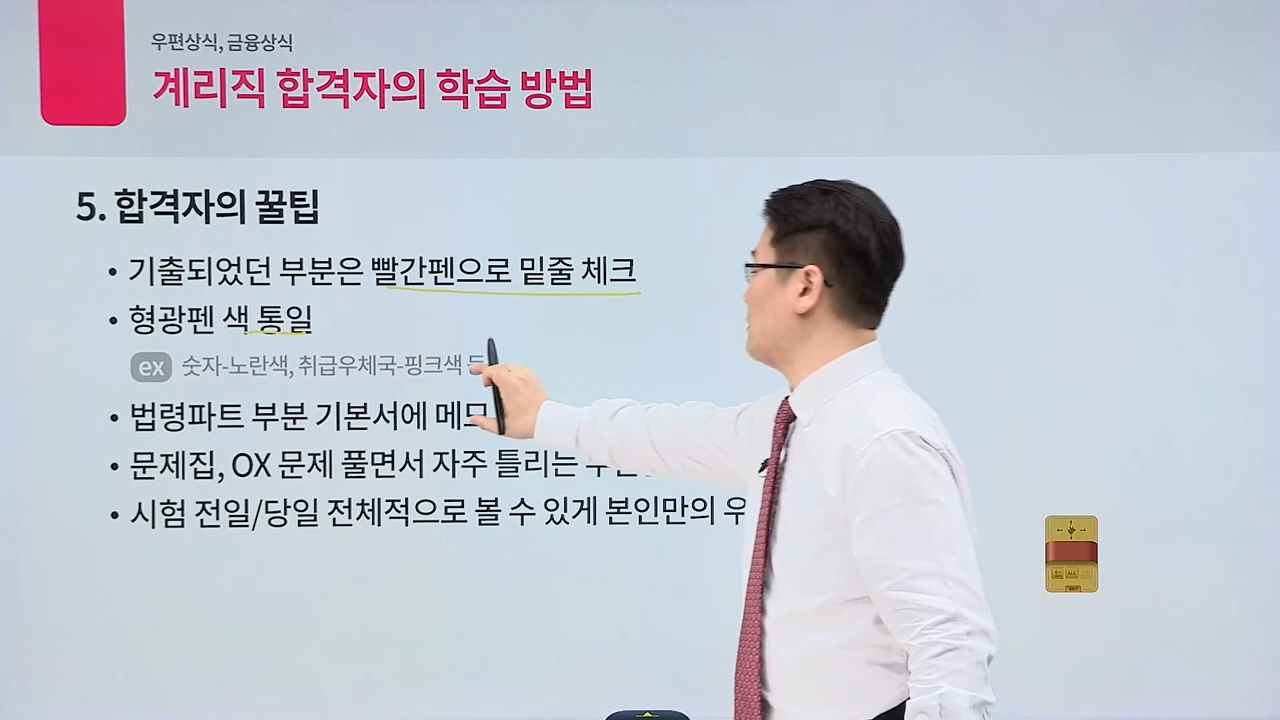 우편상식, 금융상식
계리직 합격자의 학습 방법
5. 합격자의 꿀팁
• 기출되었던 부분은 빨간펜으로 밑줄 체크
• 형광펜 색 통일
ex 숫자-노란색, 취급우체국-핑크색
• 법령파트 부분 기본서에
• 문제집, OX 문제 풀면서 자주 틀리는
• 시험 전일/당일 전체적으로 볼 수 있게 본인만의
ALL